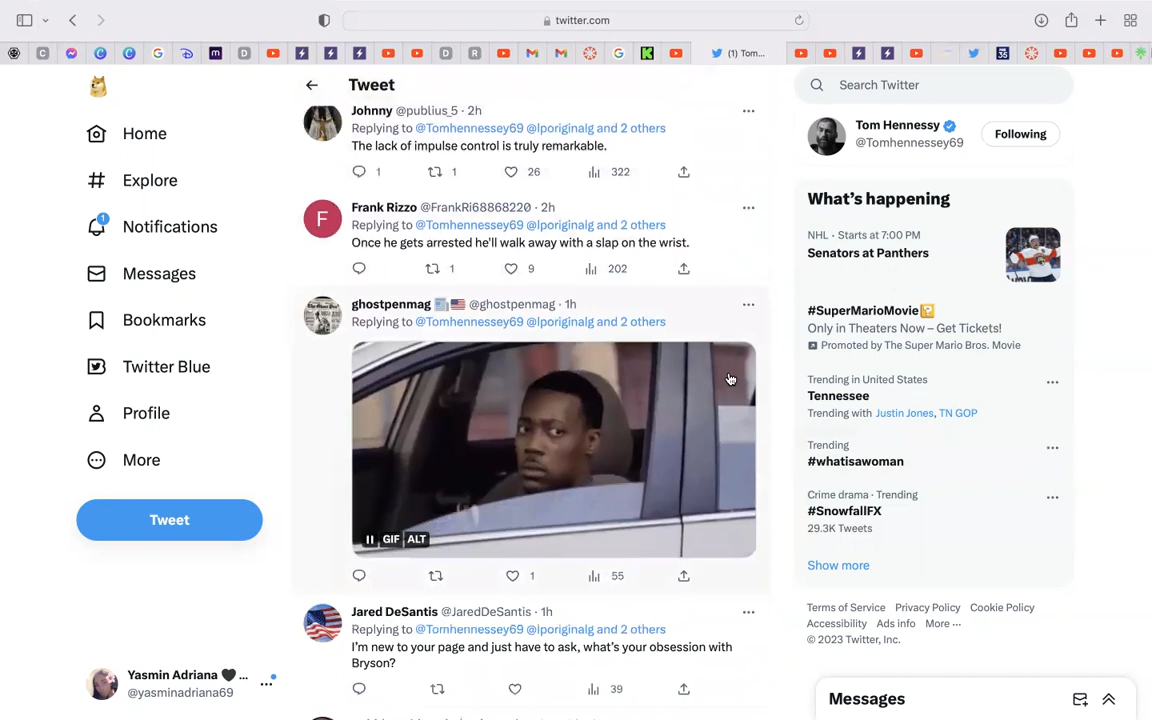 twitter.com
(1) Tom...
Home
Explore
1
Notifications
Messages
Bookmarks
Twitter Blue
Profile
More
Tweet
Yasmin Adriana 🖤 ...
@yasminadriana69
Tweet
Johnny @publius_5 · 2h
Replying to @Tomhennessey69 @lporiginalg and 2 others
The lack of impulse control is truly remarkable.
1 1 26 322
F
Frank Rizzo @FrankRi68868220 · 2h
Replying to @Tomhennessey69 @lporiginalg and 2 others
Once he gets arrested he'll walk away with a slap on the wrist.
1 9 202
ghostpenmag 📰🇺🇸 @ghostpenmag · 1h
Replying to @Tomhennessey69 @lporiginalg and 2 others
GIF ALT
1 55
Jared DeSantis @JaredDeSantis · 1h
Replying to @Tomhennessey69 @lporiginalg and 2 others
I'm new to your page and just have to ask, what's your obsession with
Bryson?
39
Search Twitter
Tom Hennessy
@Tomhennessey69
Following
What's happening
NHL · Starts at 7:00 PM
Senators at Panthers
#SuperMarioMovie
Only in Theaters Now – Get Tickets!
Promoted by The Super Mario Bros. Movie
Trending in United States
Tennessee
Trending with Justin Jones, TN GOP
Trending
#whatisawoman
Crime drama · Trending
#SnowfallFX
29.3K Tweets
Show more
Terms of Service Privacy Policy Cookie Policy
Accessibility Ads info More ···
© 2023 Twitter, Inc.
Messages